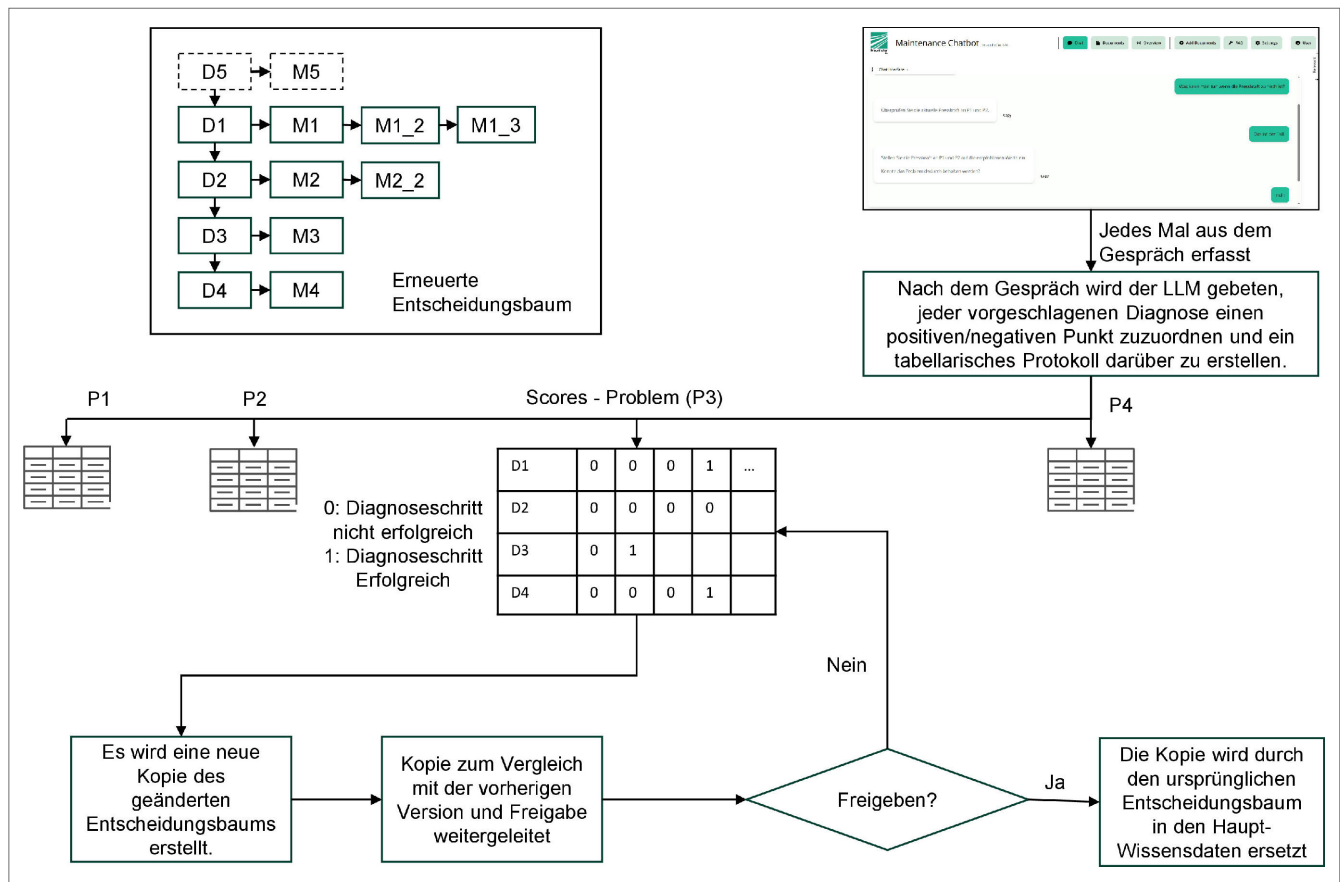 D5 M5
D1 M1 M1_2 M1_3
D2 M2 M2_2
D3 M3
D4 M4
Erneuerte
Entscheidungsbaum
Maintenance Chatbot
Chat
Settings
Jedes Mal aus dem
Gespräch erfasst
Nach dem Gespräch wird der LLM gebeten,
jeder vorgeschlagenen Diagnose einen
positiven/negativen Punkt zuzuordnen und ein
tabellarisches Protokoll darüber zu erstellen.
P1 P2 Scores - Problem (P3) P4
0: Diagnoseschritt
nicht erfolgreich
1: Diagnoseschritt
Erfolgreich
D1 0 0 0 1 ...
D2 0 0 0 0
D3 0 1
D4 0 0 0 1
Nein
Es wird eine neue
Kopie des
geänderten
Entscheidungsbaums
erstellt.
Kopie zum Vergleich
mit der vorherigen
Version und Freigabe
weitergeleitet
Freigeben?
Ja
Die Kopie wird durch
den ursprünglichen
Entscheidungsbaum
in den Haupt-
Wissensdaten ersetzt